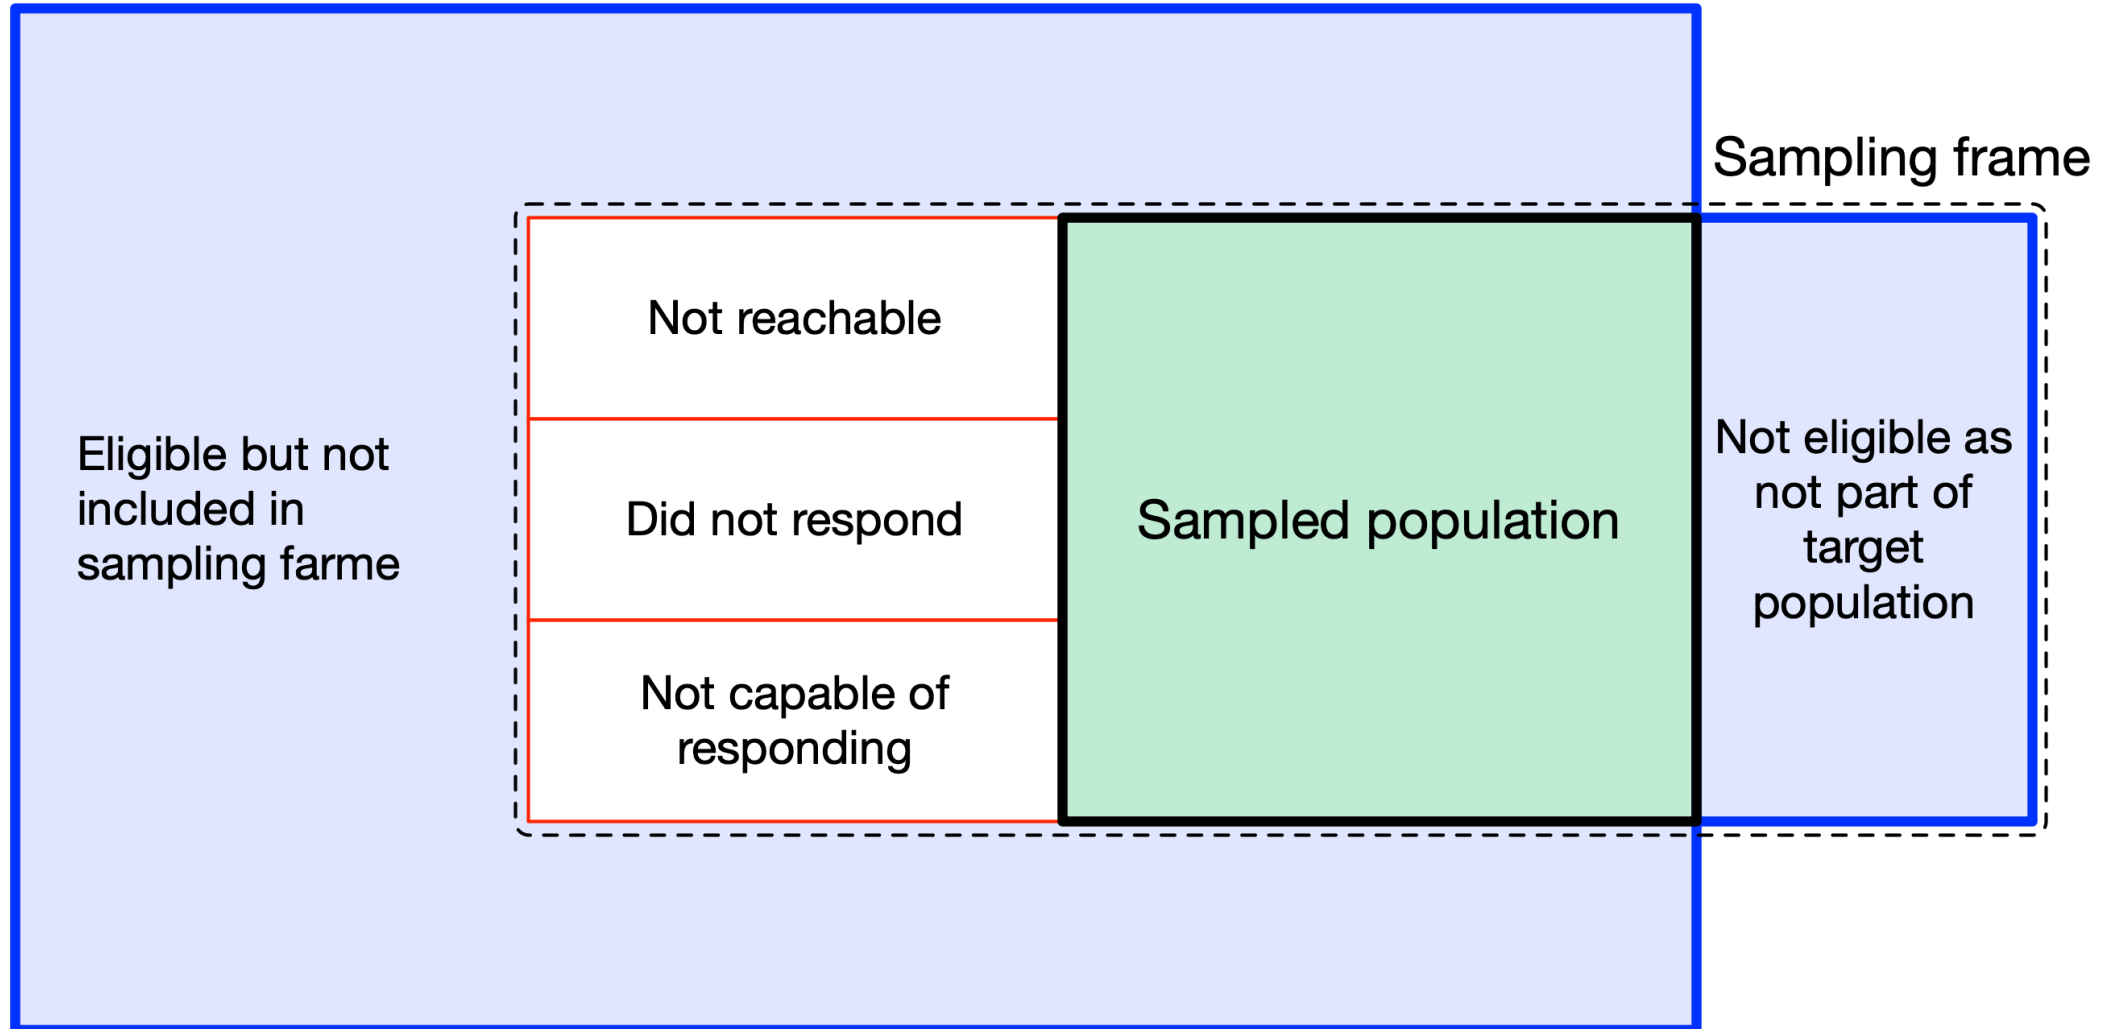 Sampling frame
Eligible but not
included in
sampling farme
Not reachable
Did not respond
Not capable of
responding
Sampled population
Not eligible as
not part of
target
population